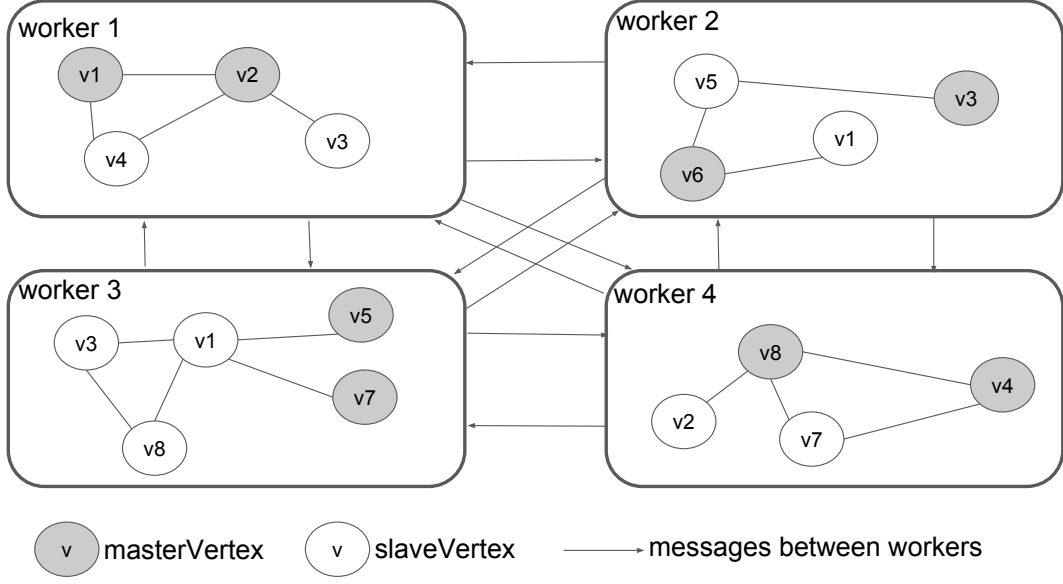 worker 1
v1
v2
v4
v3
worker 2
v5
v3
v1
v6
worker 3
v3
v1
v5
v7
v8
worker 4
v8
v4
v2
v7
v masterVertex v slaveVertex messages between workers